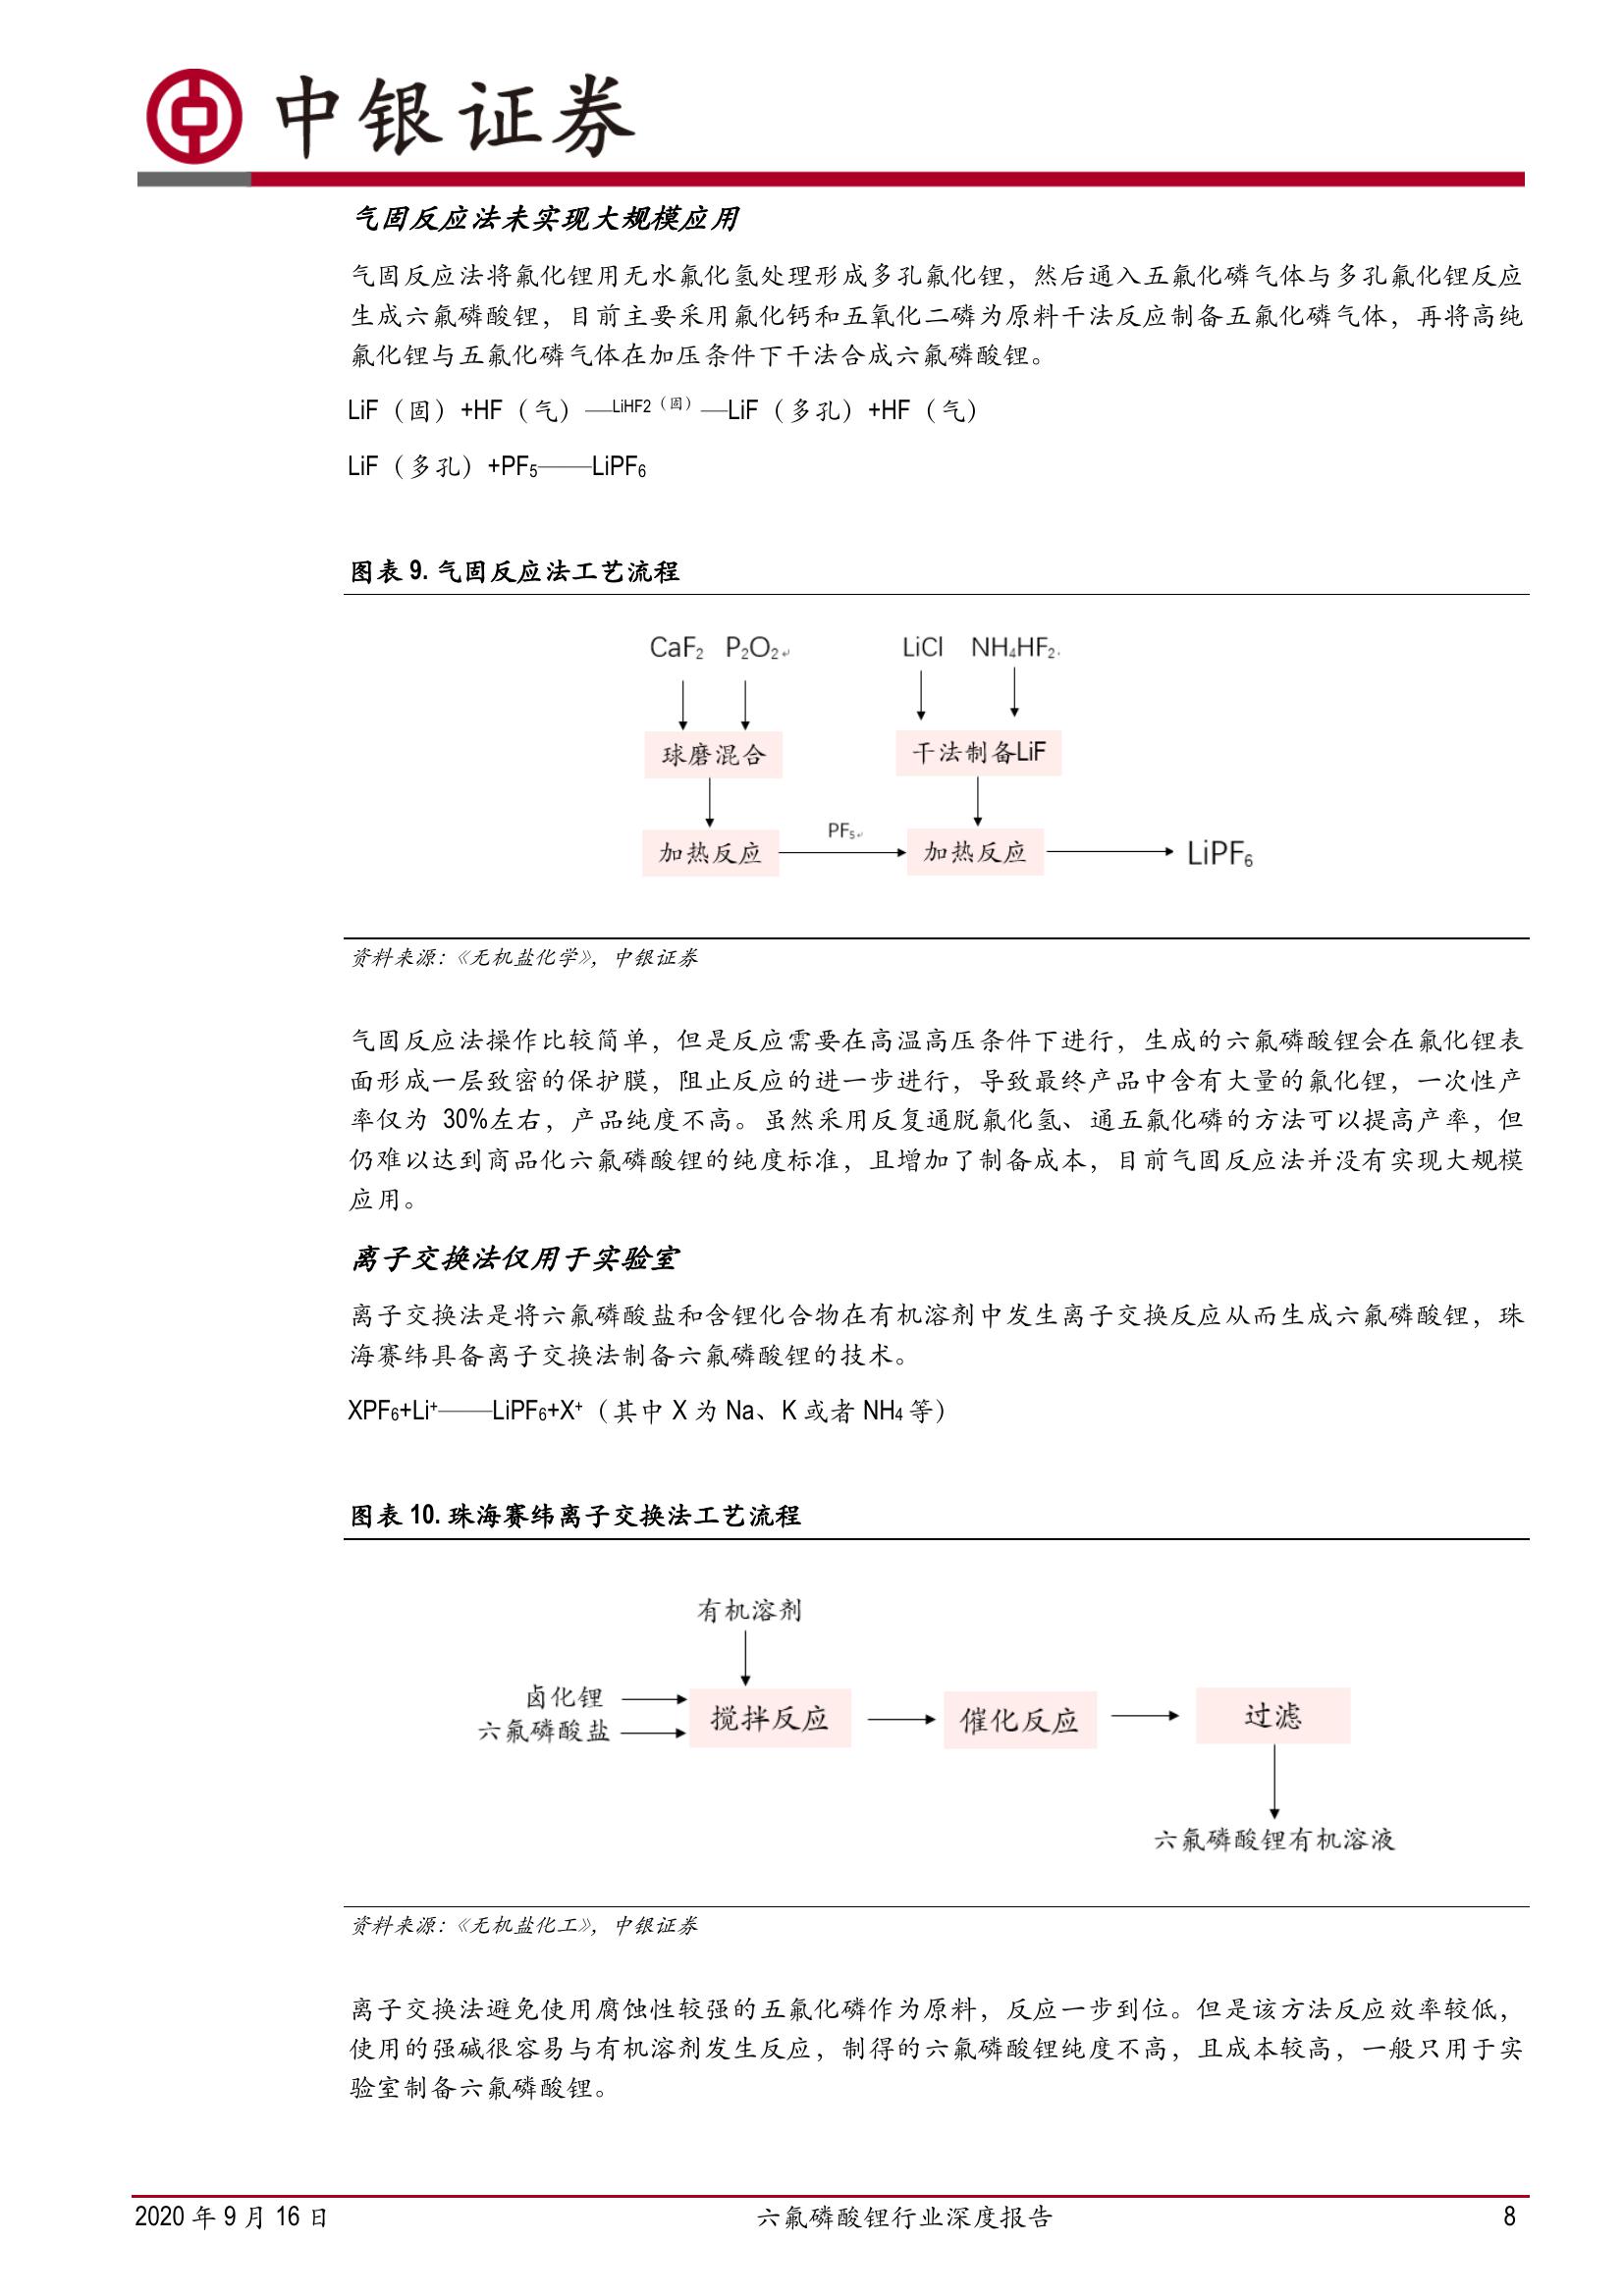 中银证券
气固反应法未实现大规模应用
气固反应法将氟化锂用无水氟化氢处理形成多孔氟化锂，然后通入五氟化磷气体与多孔氟化锂反应
生成六氟磷酸锂，目前主要采用氟化钙和五氧化二磷为原料干法反应制备五氟化磷气体，再将高纯
氟化锂与五氟化磷气体在加压条件下干法合成六氟磷酸锂。
LiF（固）+HF（气）—LiHF2（固）—LiF（多孔）+HF（气）
LiF（多孔）+PF₅——LiPF₆
图表 9. 气固反应法工艺流程
CaF₂ P₂O₂ LiCl NH₄HF₂
球磨混合 干法制备LiF
PF₅
加热反应 加热反应 LiPF₆
资料来源：《无机盐化学》，中银证券
气固反应法操作比较简单，但是反应需要在高温高压条件下进行，生成的六氟磷酸锂会在氟化锂表
面形成一层致密的保护膜，阻止反应的进一步进行，导致最终产品中含有大量的氟化锂，一次性产
率仅为 30%左右，产品纯度不高。虽然采用反复通脱氟化氢、通五氟化磷的方法可以提高产率，但
仍难以达到商品化六氟磷酸锂的纯度标准，且增加了制备成本，目前气固反应法并没有实现大规模
应用。
离子交换法仅用于实验室
离子交换法是将六氟磷酸盐和含锂化合物在有机溶剂中发生离子交换反应从而生成六氟磷酸锂，珠
海赛纬具备离子交换法制备六氟磷酸锂的技术。
XPF₆+Li⁺——LiPF₆+X⁺（其中 X 为 Na、K 或者 NH₄ 等）
图表 10. 珠海赛纬离子交换法工艺流程
有机溶剂
卤化锂
六氟磷酸盐
搅拌反应 催化反应 过滤
六氟磷酸锂有机溶液
资料来源：《无机盐化工》，中银证券
离子交换法避免使用腐蚀性较强的五氟化磷作为原料，反应一步到位。但是该方法反应效率较低，
使用的强碱很容易与有机溶剂发生反应，制得的六氟磷酸锂纯度不高，且成本较高，一般只用于实
验室制备六氟磷酸锂。
2020 年 9 月 16 日 六氟磷酸锂行业深度报告 8